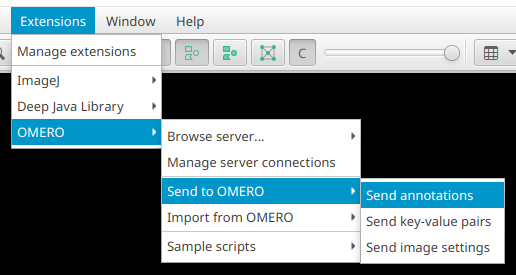 Extensions Window Help
Manage extensions
C
ImageJ
Deep Java Library
OMERO
Browse server...
Manage server connections
Send to OMERO
Import from OMERO
Sample scripts
Send annotations
Send key-value pairs
Send image settings